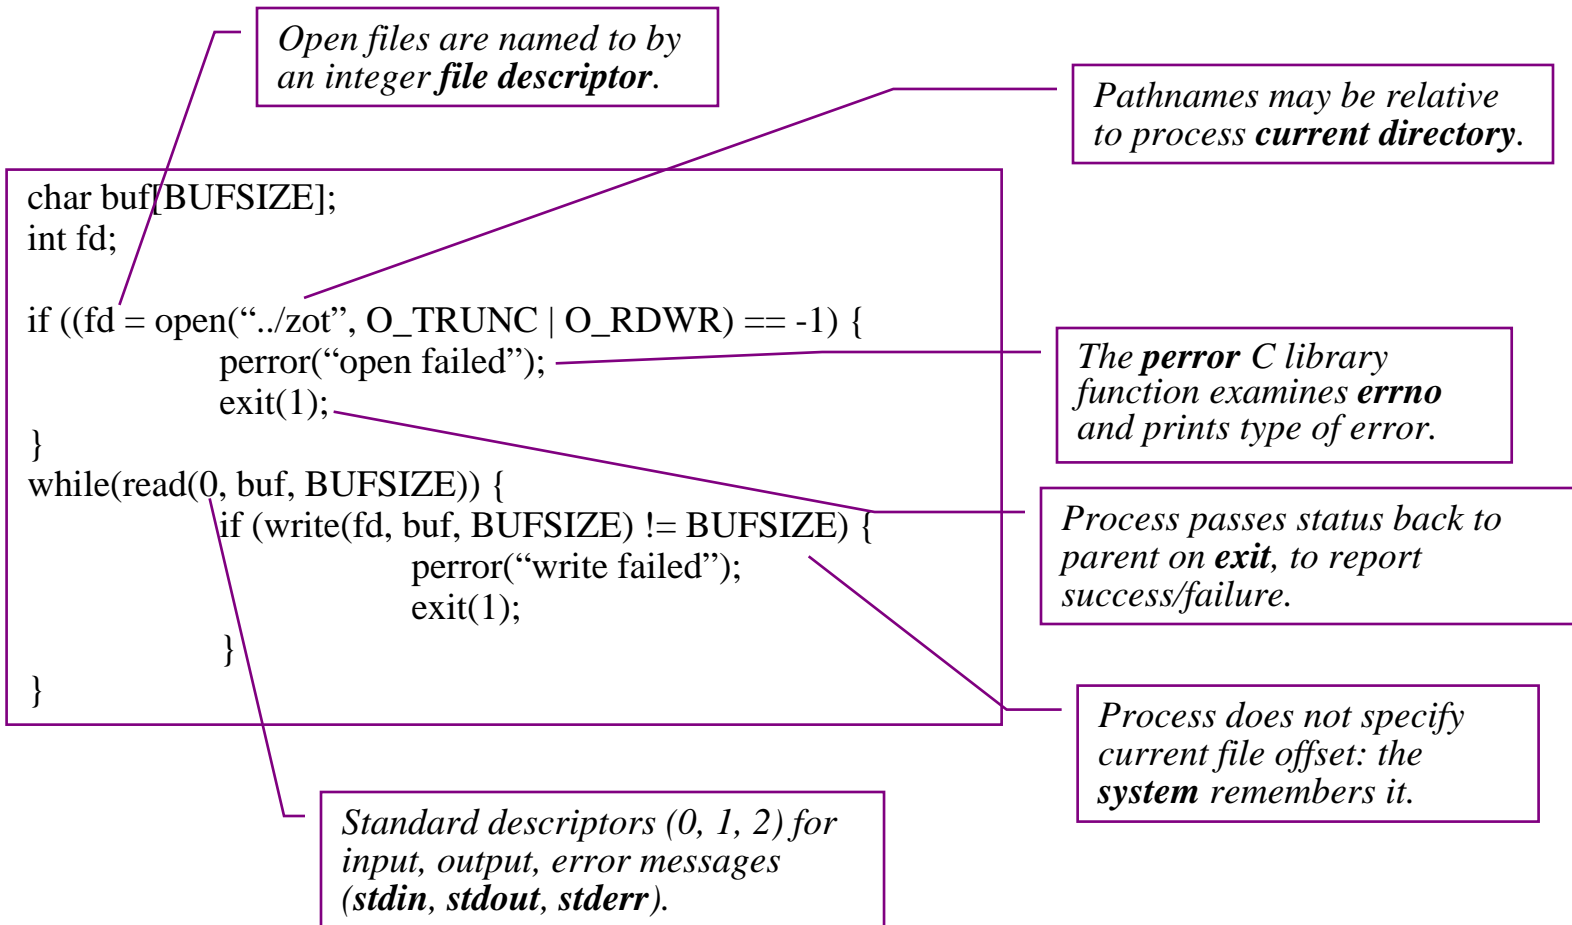 Open files are named to by
an integer file descriptor.
Pathnames may be relative
to process current directory.
char buf[BUFSIZE];
int fd;
if ((fd = open(“../zot”, O_TRUNC | O_RDWR) == -1) {
perror(“open failed”);
exit(1);
}
while(read(0, buf, BUFSIZE)) {
if (write(fd, buf, BUFSIZE) != BUFSIZE) {
perror(“write failed”);
exit(1);
}
}
The perror C library
function examines errno
and prints type of error.
Process passes status back to
parent on exit, to report
success/failure.
Process does not specify
current file offset: the
system remembers it.
Standard descriptors (0, 1, 2) for
input, output, error messages
(stdin, stdout, stderr).